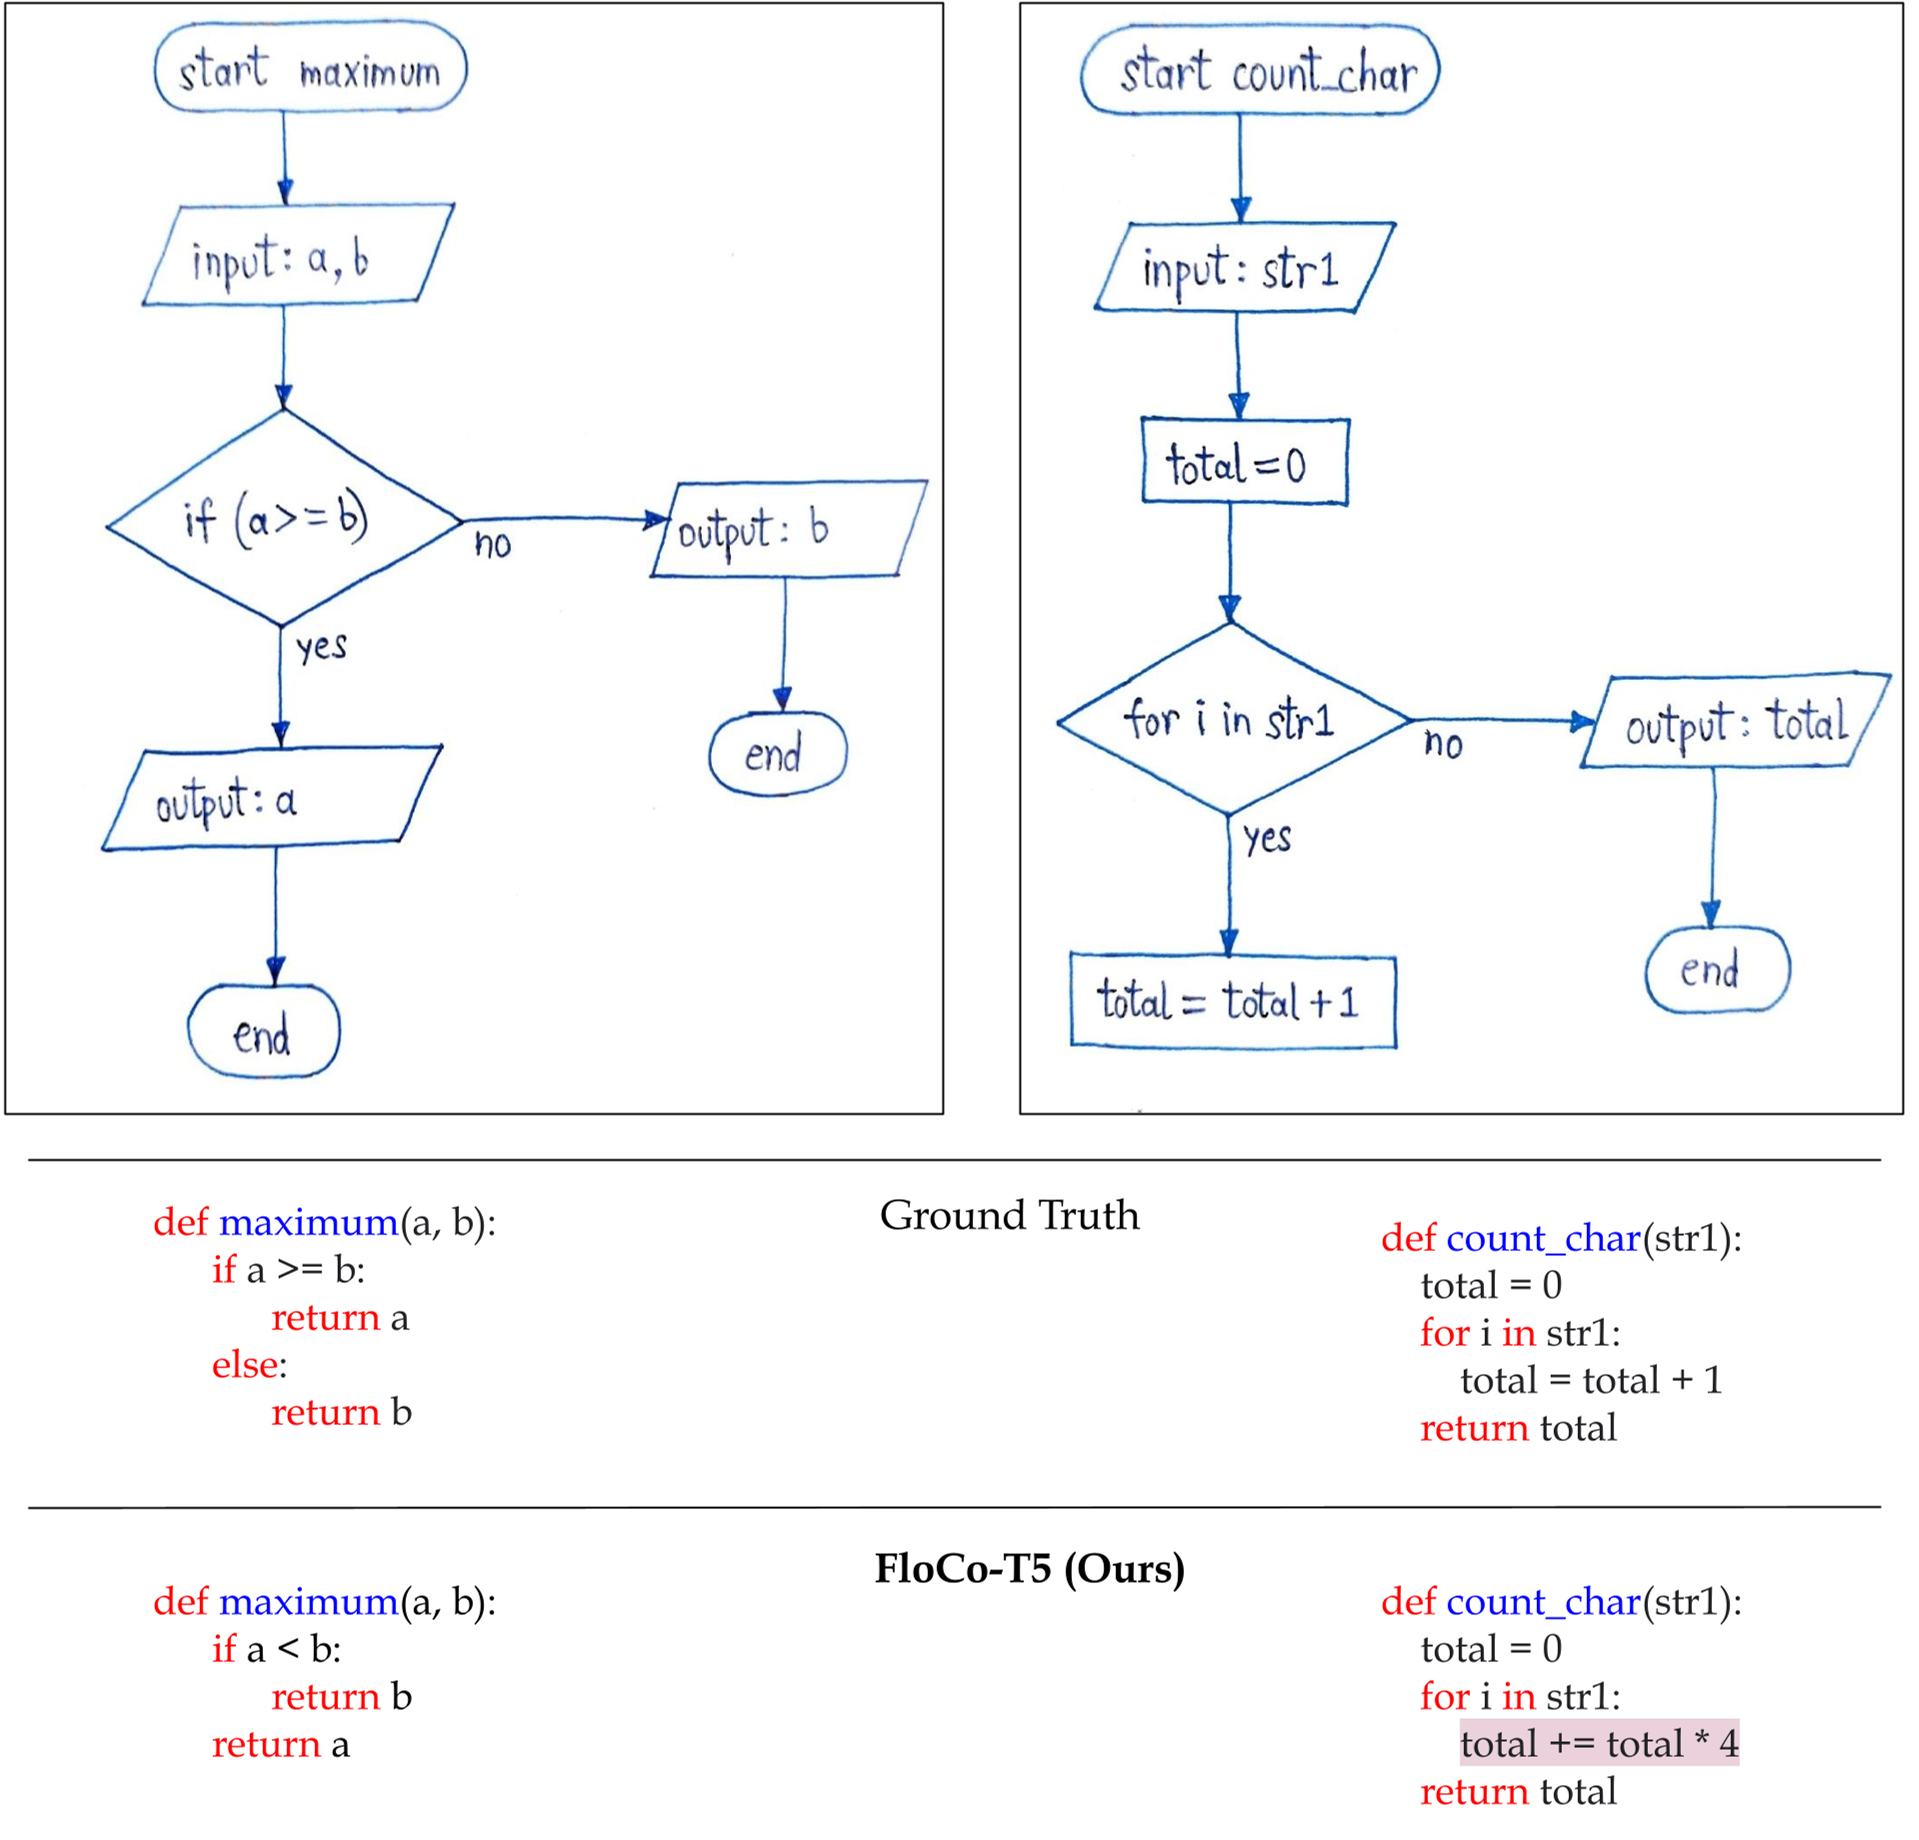 start maximum
input: a, b
if (a>=b)
no
output: b
yes
end
output: a
end
start count_char
input: str1
total=0
for i in str1
no
output: total
yes
end
total = total +1
Ground Truth
def maximum(a, b):
if a >= b:
return a
else:
return b
def count_char(str1):
total = 0
for i in str1:
total = total + 1
return total
FloCo-T5 (Ours)
def maximum(a, b):
if a < b:
return b
return a
def count_char(str1):
total = 0
for i in str1:
total += total * 4
return total